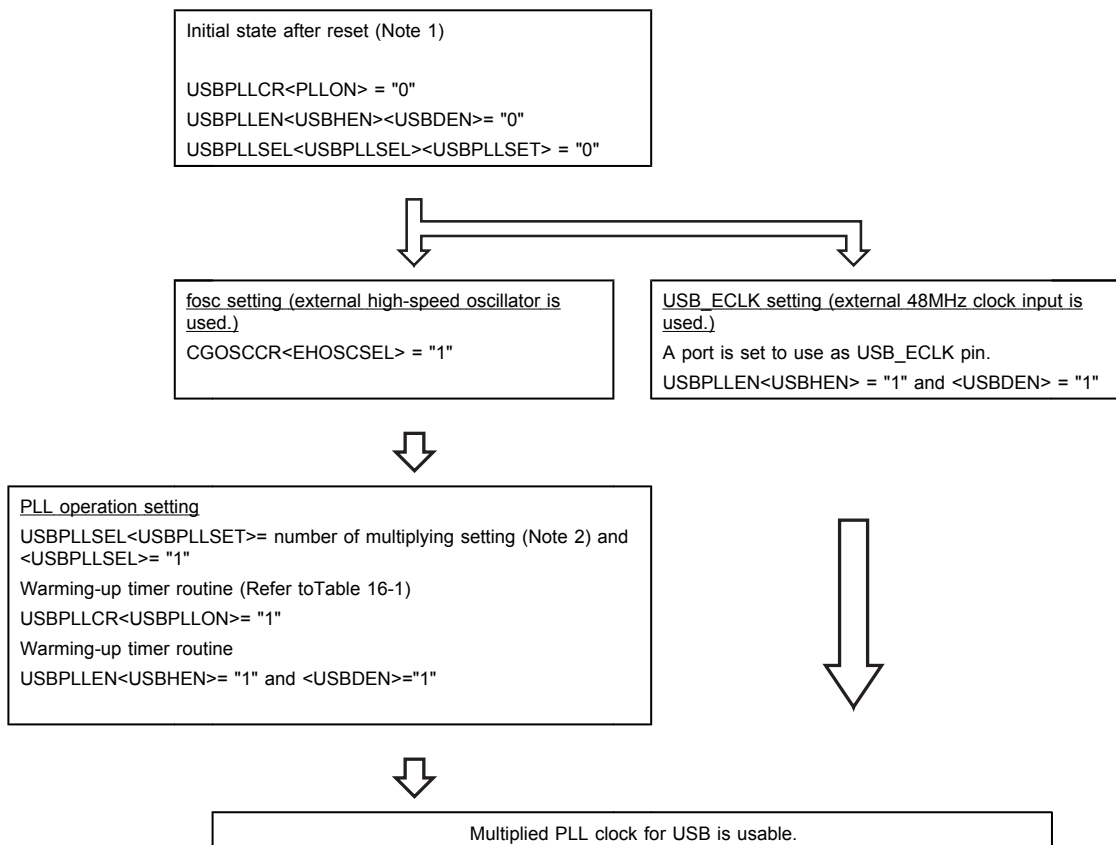 Initial state after reset (Note 1)
USBPLLCR<PLLON> = "0"
USBPLLEN<USBHEN><USBDEN>= "0"
USBPLLSEL<USBPLLSEL><USBPLLSET> = "0"
fosc setting (external high-speed oscillator is
used.)
CGOSCCR<EHOSCSEL> = "1"
USB_ECLK setting (external 48MHz clock input is
used.)
A port is set to use as USB_ECLK pin.
USBPLLEN<USBHEN> = "1" and <USBDEN> = "1"
PLL operation setting
USBPLLSEL<USBPLLSET>= number of multiplying setting (Note 2) and
<USBPLLSEL>= "1"
Warming-up timer routine (Refer toTable 16-1)
USBPLLCR<USBPLLON>= "1"
Warming-up timer routine
USBPLLEN<USBHEN>= "1" and <USBDEN>="1"
Multiplied PLL clock for USB is usable.